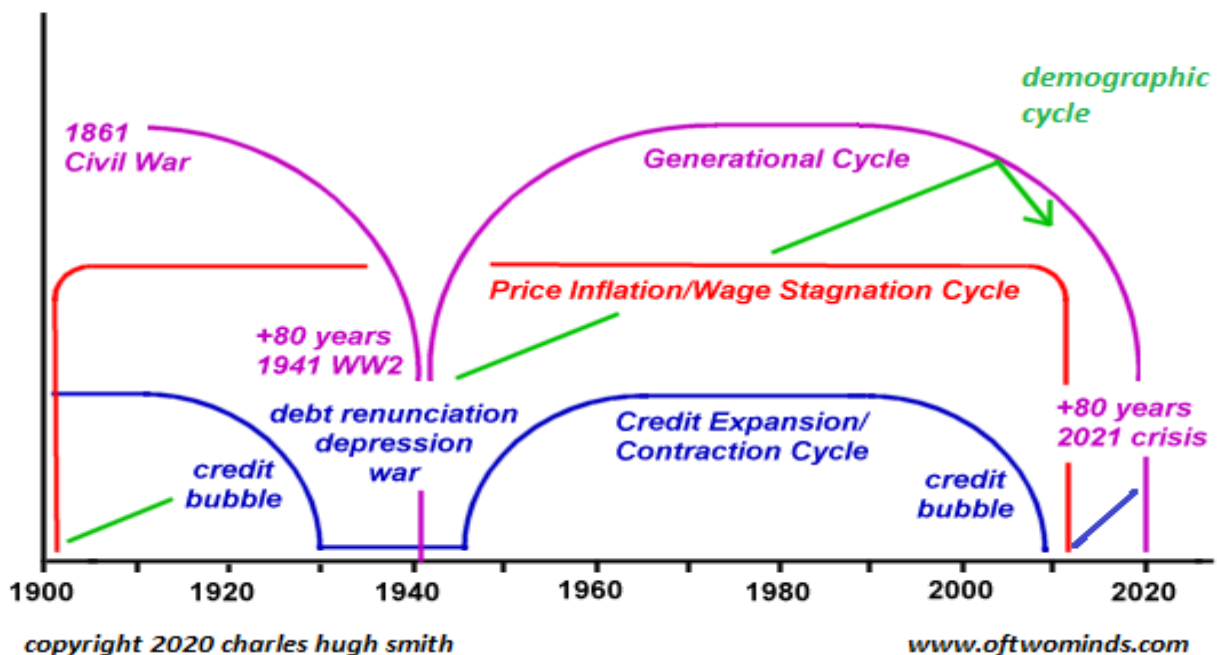 demographic
cycle
1861
Civil War
Generational Cycle
Price Inflation/Wage Stagnation Cycle
+80 years
1941 WW2
debt renunciation
depression
war
Credit Expansion/
Contraction Cycle
+80 years
2021 crisis
credit
bubble
credit
bubble
1900 1920 1940 1960 1980 2000 2020
copyright 2020 charles hugh smith www.oftwominds.com